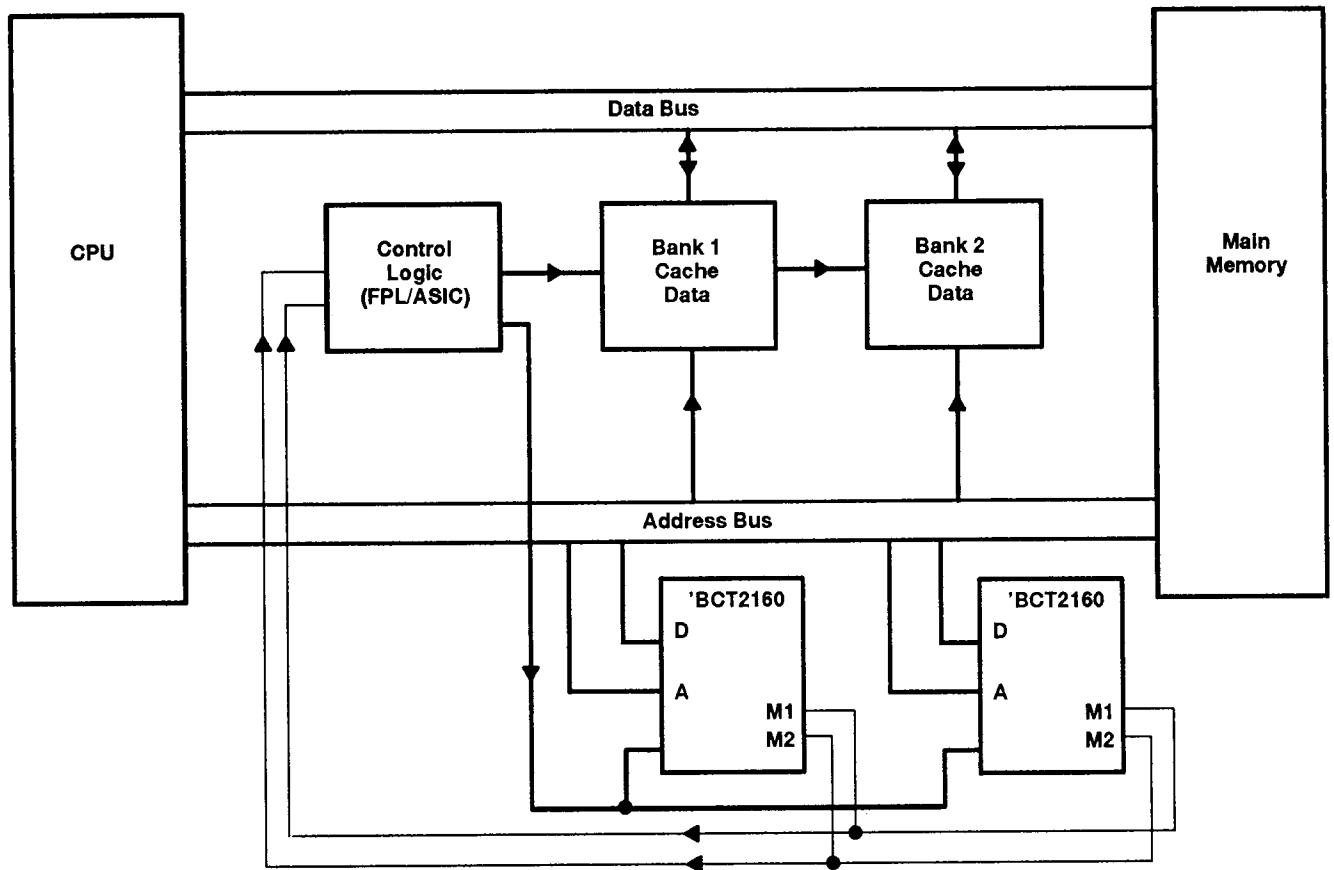 Data Bus
CPU
Control
Logic
(FPL/ASIC)
Bank 1
Cache
Data
Bank 2
Cache
Data
Main
Memory
Address Bus
'BCT2160
D
A
M1
M2
'BCT2160
D
A
M1
M2